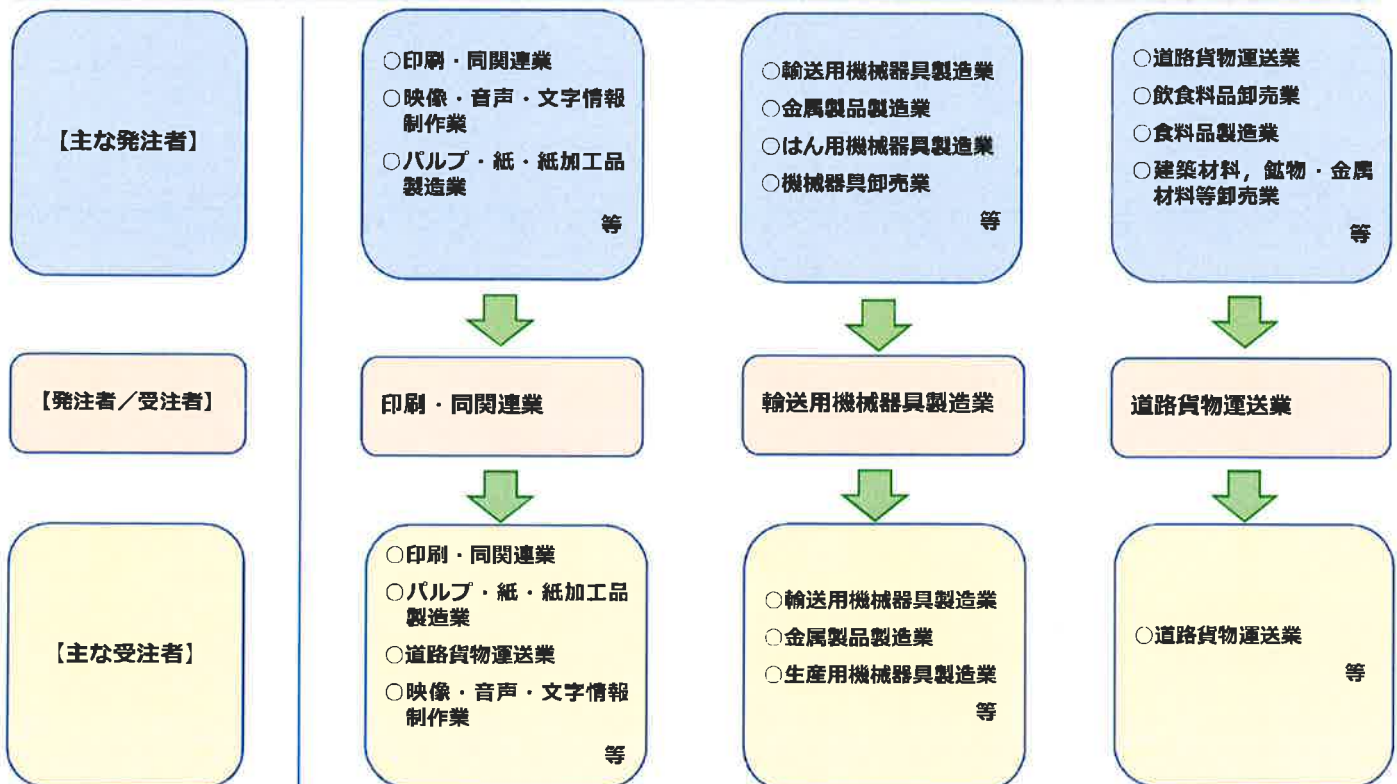 【主な発注者】
○印刷・同関連業
○映像・音声・文字情報
制作業
○パルプ・紙・紙加工品
製造業
等
○輸送用機械器具製造業
○金属製品製造業
○はん用機械器具製造業
○機械器具卸売業
等
○道路貨物運送業
○飲食料品卸売業
○食料品製造業
○建築材料，鉱物・金属
材料等卸売業
等
【発注者／受注者】
印刷・同関連業
輸送用機械器具製造業
道路貨物運送業
【主な受注者】
○印刷・同関連業
○パルプ・紙・紙加工品
製造業
○道路貨物運送業
○映像・音声・文字情報
制作業
等
○輸送用機械器具製造業
○金属製品製造業
○生産用機械器具製造業
等
○道路貨物運送業
等